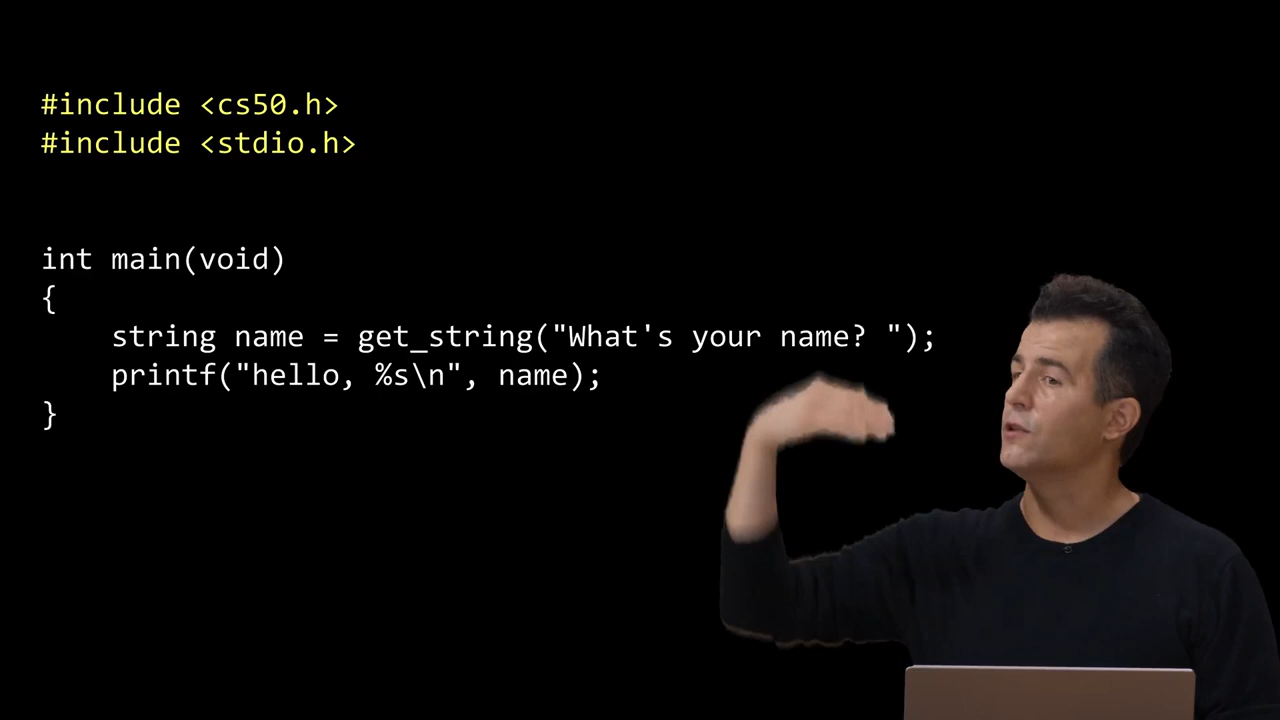 #include <cs50.h>
#include <stdio.h>
int main(void)
{
    string name = get_string("What's your name? ");
    printf("hello, %s\n", name);
}